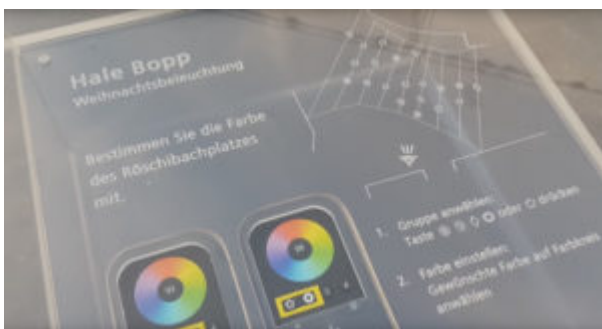 Hale Bopp
Weihnachtsbeleuchtung
Bestimmen Sie die Farbe
des Röschibachplatzes
mit.
1. Gruppe anwählen:
Taste oder drücken
2. Farbe einstellen:
Gewünschte Farbe auf Farbkreis
anwählen